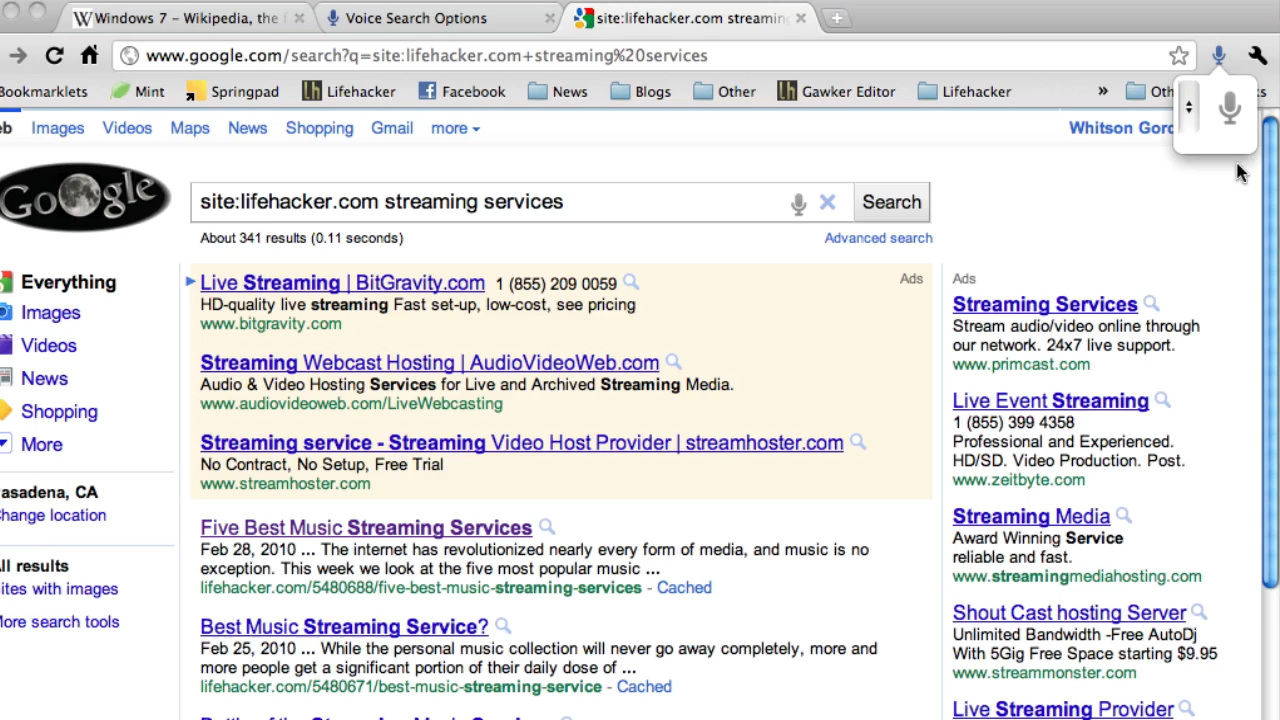 Windows 7 – Wikipedia, the f
Voice Search Options
site:lifehacker.com streamin
www.google.com/search?q=site:lifehacker.com+streaming%20services
Bookmarklets
Mint
Springpad
Lifehacker
Facebook
News
Blogs
Other
Gawker Editor
Lifehacker
»
Oth
ks
eb
Images
Videos
Maps
News
Shopping
Gmail
more
Whitson Gord
Google
site:lifehacker.com streaming services
Search
About 341 results (0.11 seconds)
Advanced search
Everything
Images
Videos
News
Shopping
More
asadena, CA
hange location
ll results
ites with images
ore search tools
Live Streaming | BitGravity.com 1 (855) 209 0059
Ads
HD-quality live streaming Fast set-up, low-cost, see pricing
www.bitgravity.com
Streaming Webcast Hosting | AudioVideoWeb.com
Audio & Video Hosting Services for Live and Archived Streaming Media.
www.audiovideoweb.com/LiveWebcasting
Streaming service - Streaming Video Host Provider | streamhoster.com
No Contract, No Setup, Free Trial
www.streamhoster.com
Five Best Music Streaming Services
Feb 28, 2010 ... The internet has revolutionized nearly every form of media, and music is no
exception. This week we look at the five most popular music ...
lifehacker.com/5480688/five-best-music-streaming-services - Cached
Best Music Streaming Service?
Feb 25, 2010 ... While the personal music collection will never go away completely, more and
more people get a significant portion of their daily dose of ...
lifehacker.com/5480671/best-music-streaming-service - Cached
Ads
Streaming Services
Stream audio/video online through
our network. 24x7 live support.
www.primcast.com
Live Event Streaming
1 (855) 399 4358
Professional and Experienced.
HD/SD. Video Production. Post.
www.zeitbyte.com
Streaming Media
Award Winning Service
reliable and fast.
www.streamingmediahosting.com
Shout Cast hosting Server
Unlimited Bandwidth -Free AutoDj
With 5Gig Free Space starting $9.95
www.streammonster.com
Live Streaming Provider